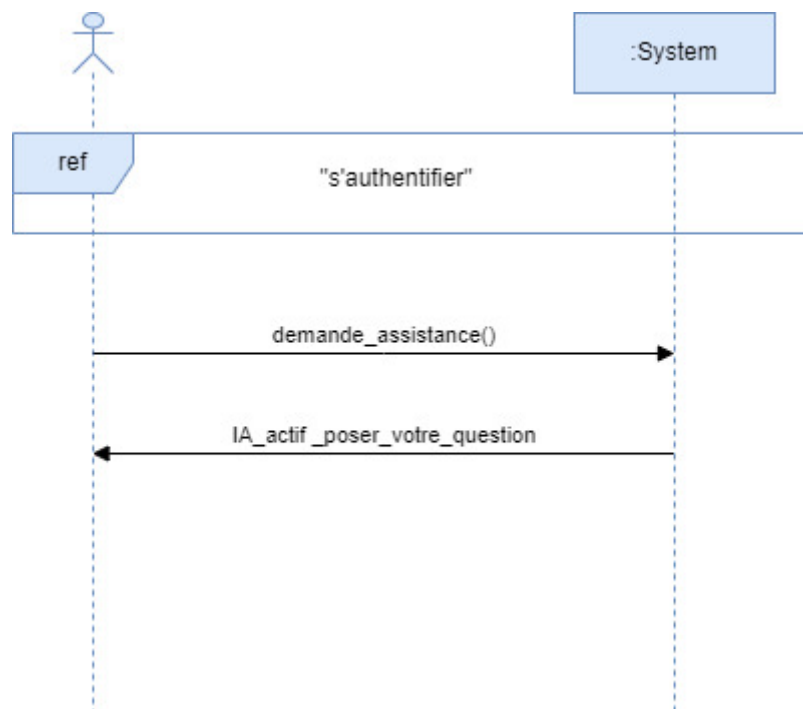 :System
ref
"s'authentifier"
demande_assistance()
IA_actif _poser_votre_question